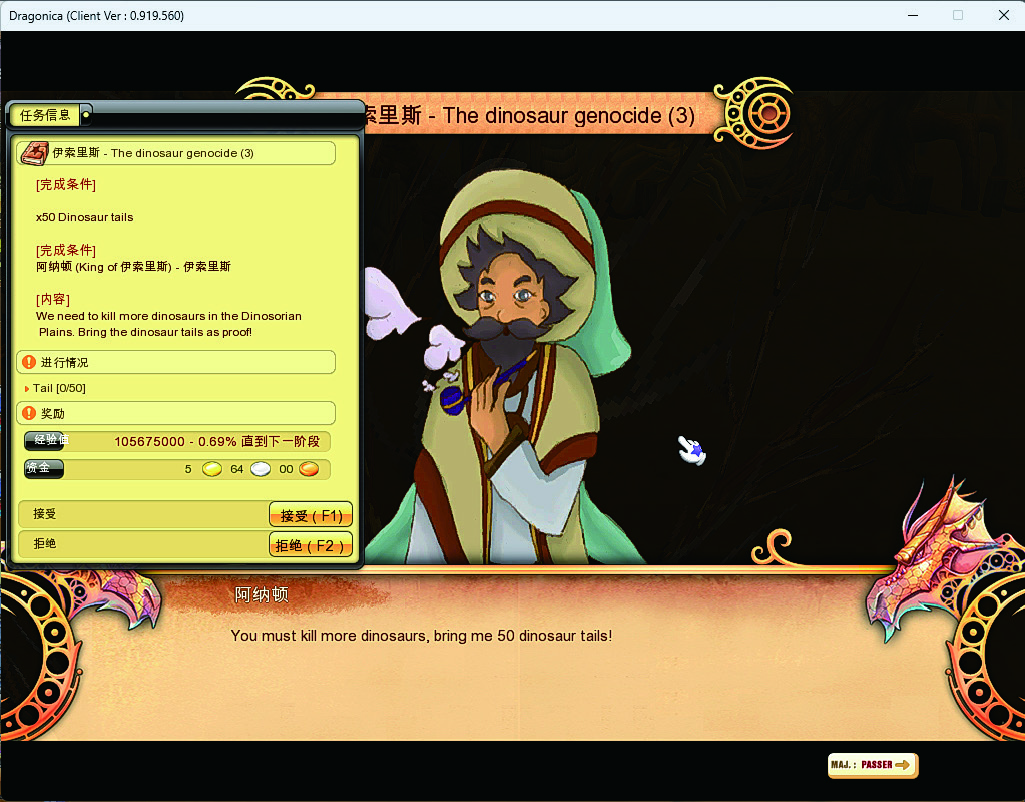 Dragonica (Client Ver : 0.919.560)
索里斯 - The dinosaur genocide (3)
任务信息
伊索里斯 - The dinosaur genocide (3)
[完成条件]
x50 Dinosaur tails
[完成条件]
阿纳顿 (King of 伊索里斯) - 伊索里斯
[内容]
We need to kill more dinosaurs in the Dinosorian
Plains. Bring the dinosaur tails as proof!
进行情况
Tail [0/50]
奖励
经验值 105675000 - 0.69% 直到下一阶段
资金 5 64 00
接受 接受 ( F1)
拒绝 拒绝 ( F2 )
阿纳顿
You must kill more dinosaurs, bring me 50 dinosaur tails!
MAJ. : PASSER